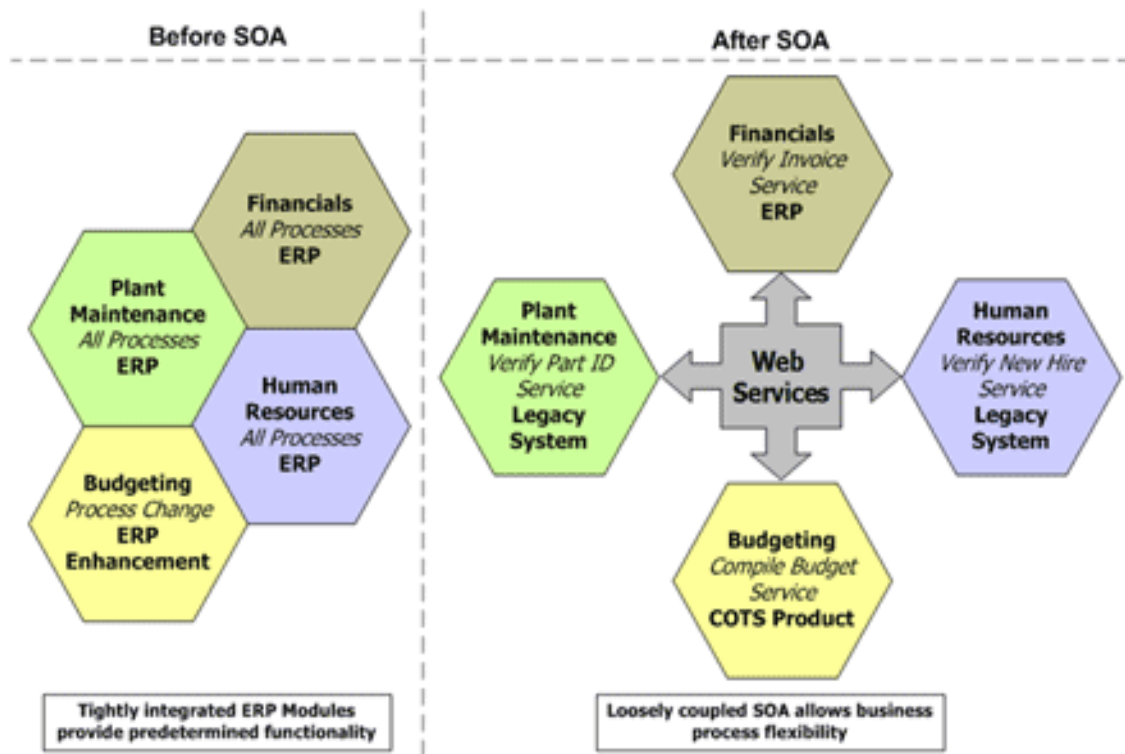 Before SOA
After SOA
Financials
All Processes
ERP
Plant
Maintenance
All Processes
ERP
Human
Resources
All Processes
ERP
Budgeting
Process Change
ERP
Enhancement
Tightly integrated ERP Modules
provide predetermined functionality
Financials
Verify Invoice
Service
ERP
Plant
Maintenance
Verify Part ID
Service
Legacy
System
Web
Services
Human
Resources
Verify New Hire
Service
Legacy
System
Budgeting
Compile Budget
Service
COTS Product
Loosely coupled SOA allows business
process flexibility